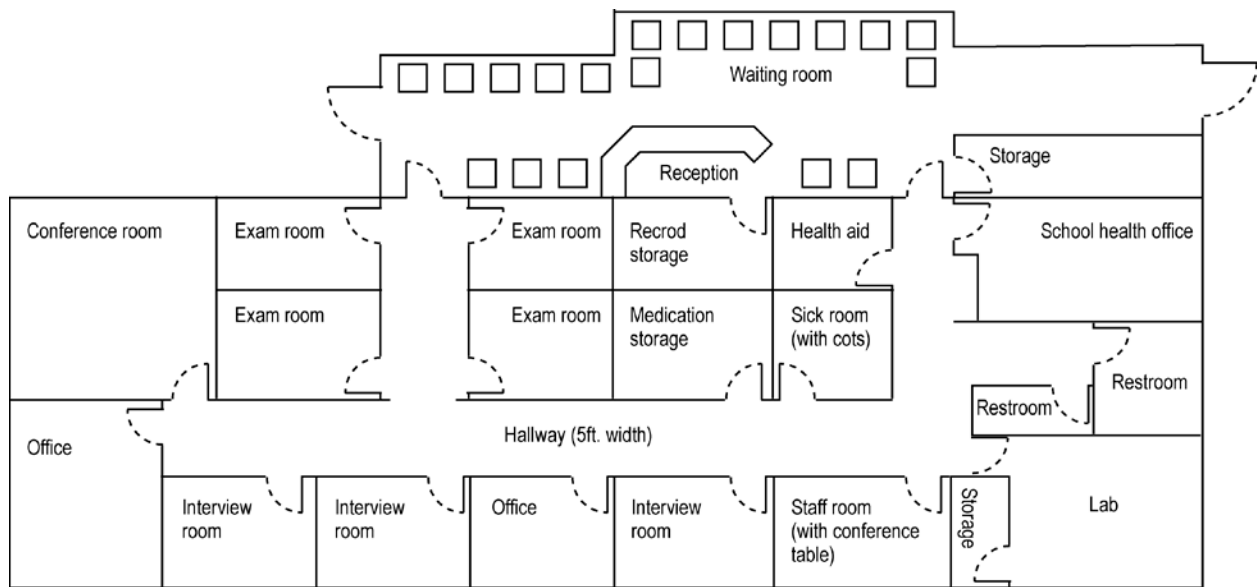 Waiting room
Storage
Reception
Conference room
Exam room
Exam room
Recrod
storage
Health aid
School health office
Exam room
Exam room
Medication
storage
Sick room
(with cots)
Restroom
Restroom
Hallway (5ft. width)
Office
Interview
room
Interview
room
Office
Interview
room
Staff room
(with conference
table)
Storage
Lab